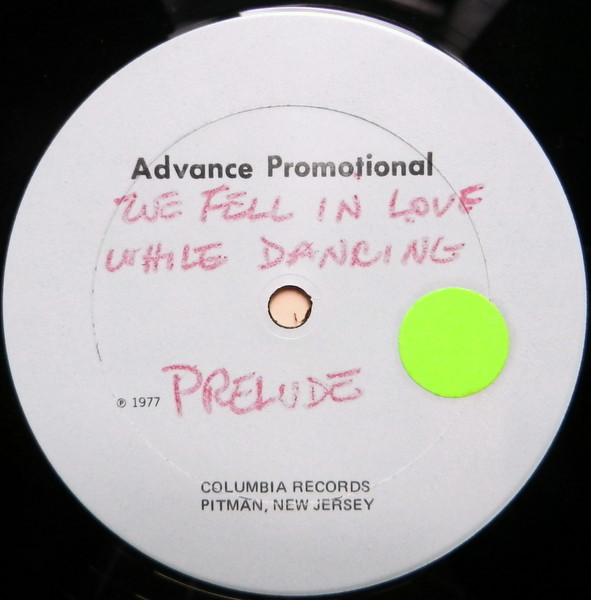 Advance Promotional
WE FELL IN LOVE
WHILE DANCING
℗ 1977 PRELUDE
COLUMBIA RECORDS
PITMAN, NEW JERSEY